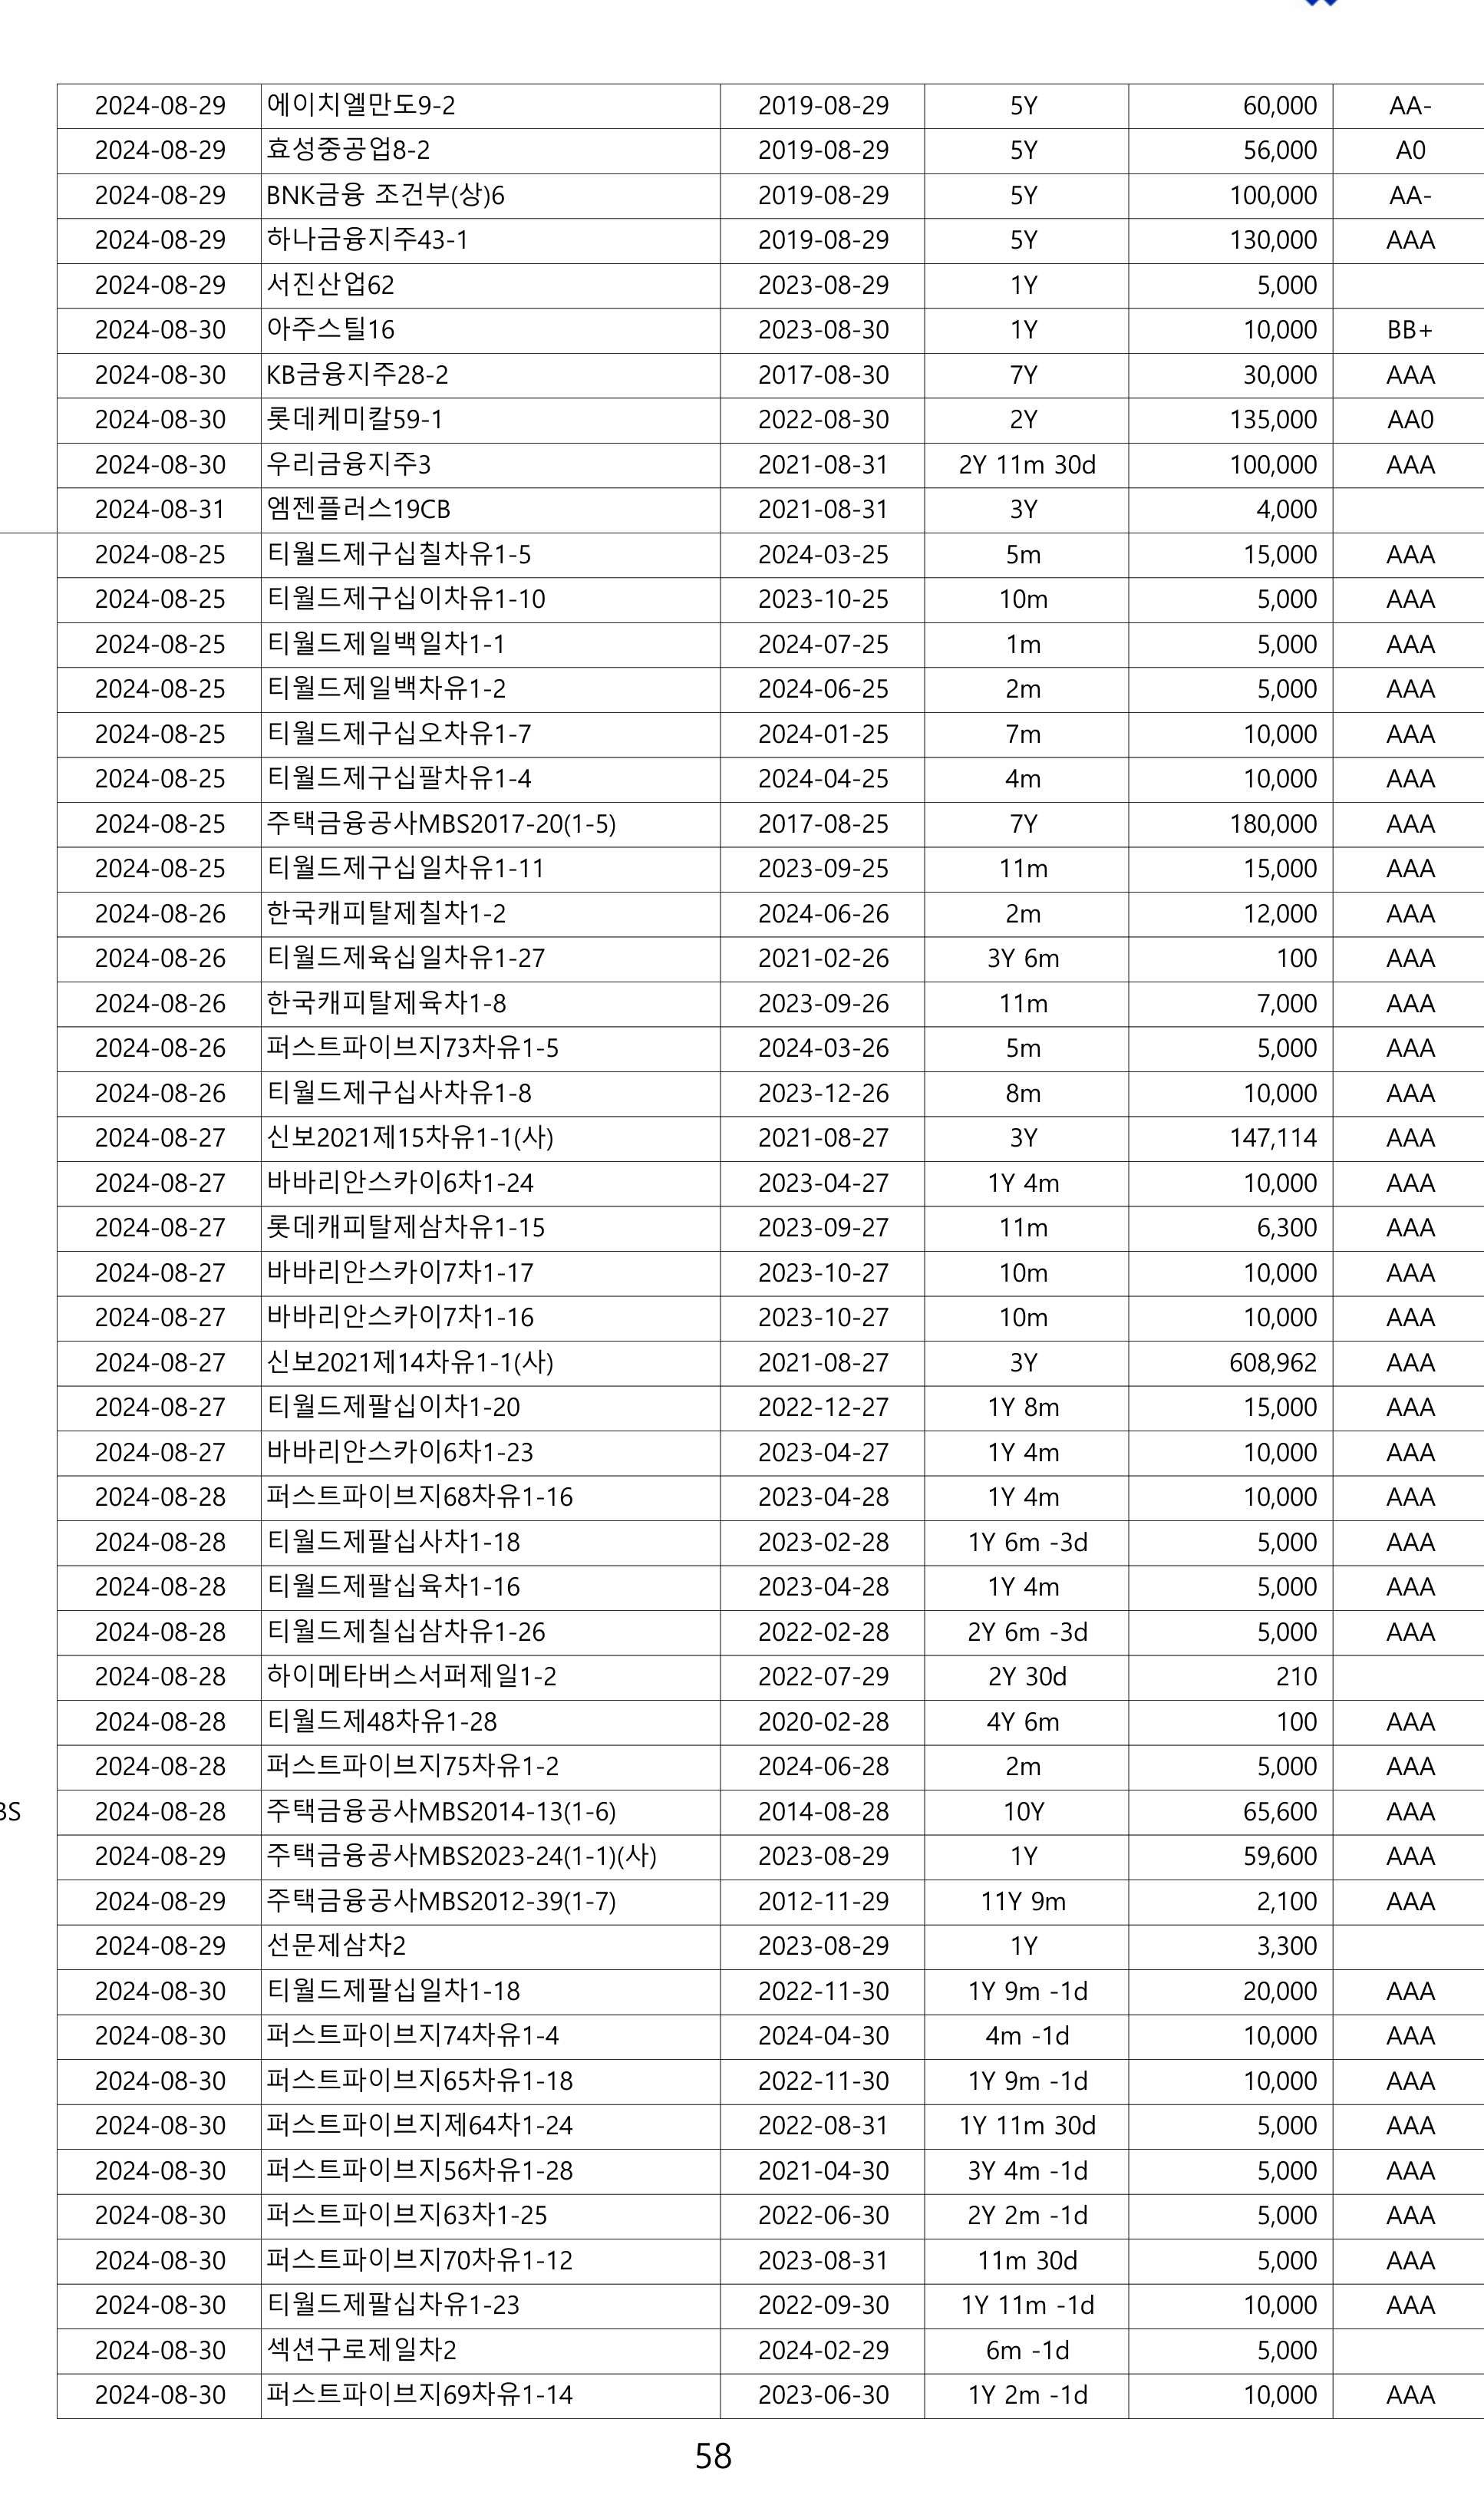 2024-08-29 에이치엘만도9-2 2019-08-29 5Y 60,000 AA-
2024-08-29 효성중공업8-2 2019-08-29 5Y 56,000 A0
2024-08-29 BNK금융 조건부(상)6 2019-08-29 5Y 100,000 AA-
2024-08-29 하나금융지주43-1 2019-08-29 5Y 130,000 AAA
2024-08-29 서진산업62 2023-08-29 1Y 5,000
2024-08-30 아주스틸16 2023-08-30 1Y 10,000 BB+
2024-08-30 KB금융지주28-2 2017-08-30 7Y 30,000 AAA
2024-08-30 롯데케미칼59-1 2022-08-30 2Y 135,000 AA0
2024-08-30 우리금융지주3 2021-08-31 2Y 11m 30d 100,000 AAA
2024-08-31 엠젠플러스19CB 2021-08-31 3Y 4,000
2024-08-25 티월드제구십칠차유1-5 2024-03-25 5m 15,000 AAA
2024-08-25 티월드제구십이차유1-10 2023-10-25 10m 5,000 AAA
2024-08-25 티월드제일백일차1-1 2024-07-25 1m 5,000 AAA
2024-08-25 티월드제일백차유1-2 2024-06-25 2m 5,000 AAA
2024-08-25 티월드제구십오차유1-7 2024-01-25 7m 10,000 AAA
2024-08-25 티월드제구십팔차유1-4 2024-04-25 4m 10,000 AAA
2024-08-25 주택금융공사MBS2017-20(1-5) 2017-08-25 7Y 180,000 AAA
2024-08-25 티월드제구십일차유1-11 2023-09-25 11m 15,000 AAA
2024-08-26 한국캐피탈제칠차1-2 2024-06-26 2m 12,000 AAA
2024-08-26 티월드제육십일차유1-27 2021-02-26 3Y 6m 100 AAA
2024-08-26 한국캐피탈제육차1-8 2023-09-26 11m 7,000 AAA
2024-08-26 퍼스트파이브지73차유1-5 2024-03-26 5m 5,000 AAA
2024-08-26 티월드제구십사차유1-8 2023-12-26 8m 10,000 AAA
2024-08-27 신보2021제15차유1-1(사) 2021-08-27 3Y 147,114 AAA
2024-08-27 바바리안스카이6차1-24 2023-04-27 1Y 4m 10,000 AAA
2024-08-27 롯데캐피탈제삼차유1-15 2023-09-27 11m 6,300 AAA
2024-08-27 바바리안스카이7차1-17 2023-10-27 10m 10,000 AAA
2024-08-27 바바리안스카이7차1-16 2023-10-27 10m 10,000 AAA
2024-08-27 신보2021제14차유1-1(사) 2021-08-27 3Y 608,962 AAA
2024-08-27 티월드제팔십이차1-20 2022-12-27 1Y 8m 15,000 AAA
2024-08-27 바바리안스카이6차1-23 2023-04-27 1Y 4m 10,000 AAA
2024-08-28 퍼스트파이브지68차유1-16 2023-04-28 1Y 4m 10,000 AAA
2024-08-28 티월드제팔십사차1-18 2023-02-28 1Y 6m -3d 5,000 AAA
2024-08-28 티월드제팔십육차1-16 2023-04-28 1Y 4m 5,000 AAA
2024-08-28 티월드제칠십삼차유1-26 2022-02-28 2Y 6m -3d 5,000 AAA
2024-08-28 하이메타버스서퍼제일1-2 2022-07-29 2Y 30d 210
2024-08-28 티월드제48차유1-28 2020-02-28 4Y 6m 100 AAA
2024-08-28 퍼스트파이브지75차유1-2 2024-06-28 2m 5,000 AAA
BS 2024-08-28 주택금융공사MBS2014-13(1-6) 2014-08-28 10Y 65,600 AAA
2024-08-29 주택금융공사MBS2023-24(1-1)(사) 2023-08-29 1Y 59,600 AAA
2024-08-29 주택금융공사MBS2012-39(1-7) 2012-11-29 11Y 9m 2,100 AAA
2024-08-29 선문제삼차2 2023-08-29 1Y 3,300
2024-08-30 티월드제팔십일차1-18 2022-11-30 1Y 9m -1d 20,000 AAA
2024-08-30 퍼스트파이브지74차유1-4 2024-04-30 4m -1d 10,000 AAA
2024-08-30 퍼스트파이브지65차유1-18 2022-11-30 1Y 9m -1d 10,000 AAA
2024-08-30 퍼스트파이브지제64차1-24 2022-08-31 1Y 11m 30d 5,000 AAA
2024-08-30 퍼스트파이브지56차유1-28 2021-04-30 3Y 4m -1d 5,000 AAA
2024-08-30 퍼스트파이브지63차1-25 2022-06-30 2Y 2m -1d 5,000 AAA
2024-08-30 퍼스트파이브지70차유1-12 2023-08-31 11m 30d 5,000 AAA
2024-08-30 티월드제팔십차유1-23 2022-09-30 1Y 11m -1d 10,000 AAA
2024-08-30 섹션구로제일차2 2024-02-29 6m -1d 5,000
2024-08-30 퍼스트파이브지69차유1-14 2023-06-30 1Y 2m -1d 10,000 AAA
58